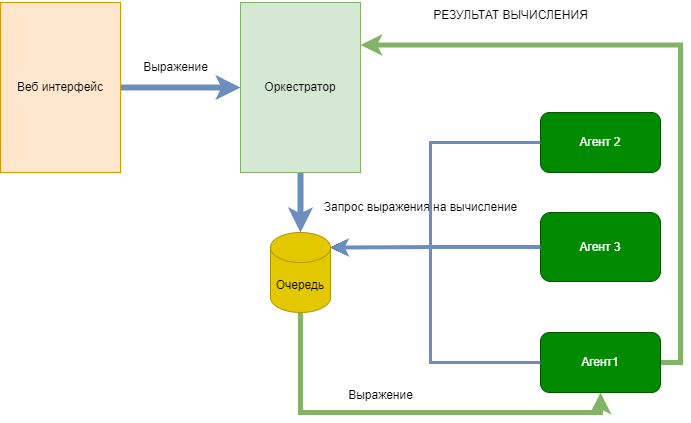 РЕЗУЛЬТАТ ВЫЧИСЛЕНИЯ
Выражение
Веб интерфейс
Оркестратор
Агент 2
Запрос выражения на вычисление
Агент 3
Очередь
Агент1
Выражение